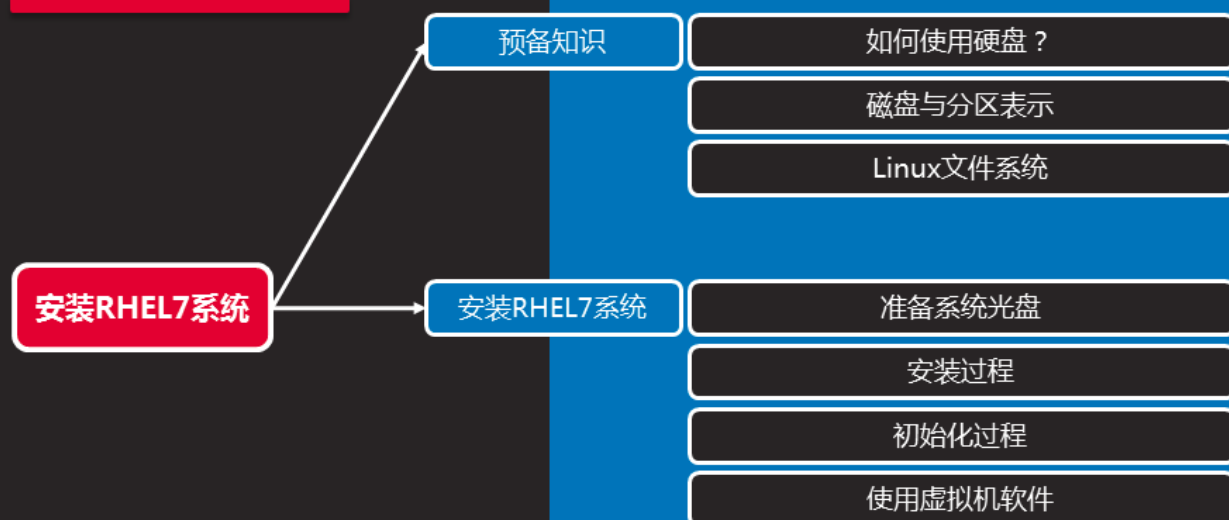 预备知识
如何使用硬盘？
磁盘与分区表示
Linux文件系统
安装RHEL7系统
安装RHEL7系统
准备系统光盘
安装过程
初始化过程
使用虚拟机软件